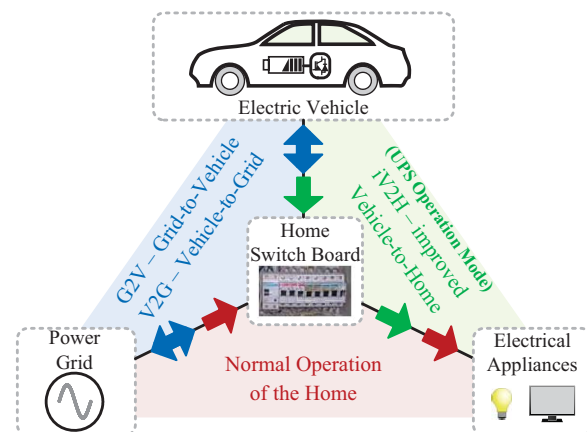 Electric Vehicle
G2V – Grid-to-Vehicle
V2G – Vehicle-to-Grid
(UPS Operation Mode)
iV2H – improved
Vehicle-to-Home
Home
Switch Board
Power
Grid
Normal Operation
of the Home
Electrical
Appliances